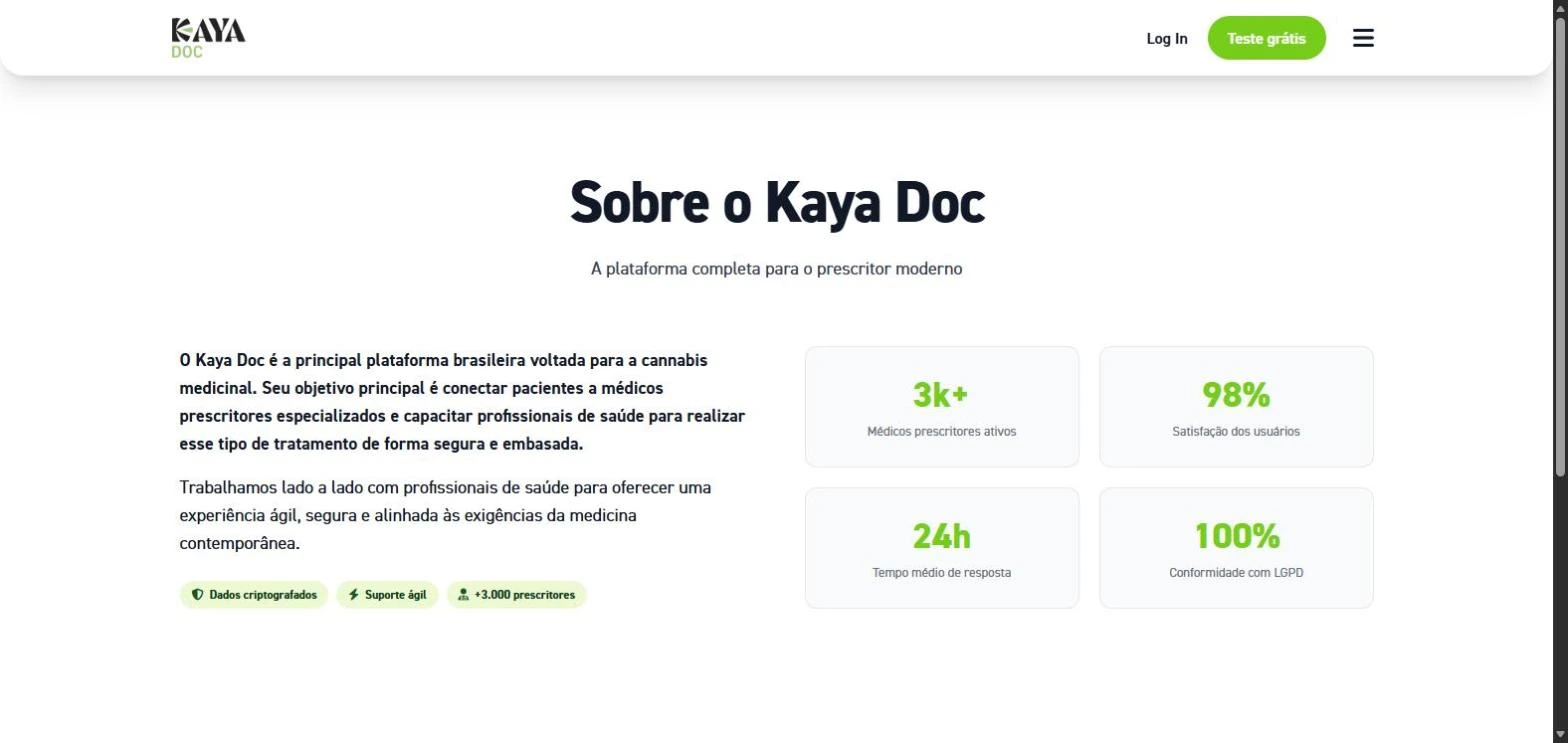 KAYA
DOC
Log In
Teste grátis
Sobre o Kaya Doc
A plataforma completa para o prescritor moderno
O Kaya Doc é a principal plataforma brasileira voltada para a cannabis
medicinal. Seu objetivo principal é conectar pacientes a médicos
prescritores especializados e capacitar profissionais de saúde para realizar
esse tipo de tratamento de forma segura e embasada.
Trabalhamos lado a lado com profissionais de saúde para oferecer uma
experiência ágil, segura e alinhada às exigências da medicina
contemporânea.
Dados criptografados
Suporte ágil
+3.000 prescritores
3k+
Médicos prescritores ativos
98%
Satisfação dos usuários
24h
Tempo médio de resposta
100%
Conformidade com LGPD